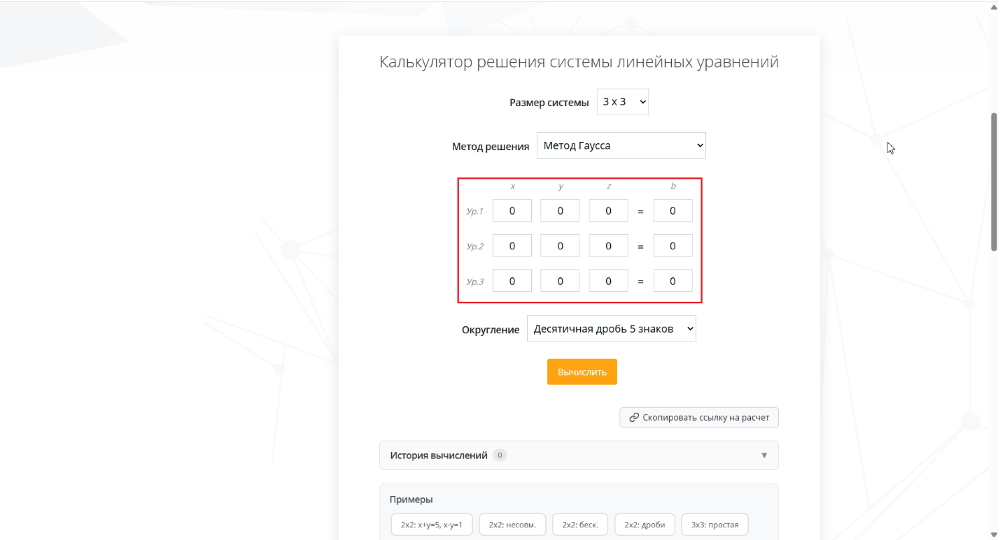 Калькулятор решения системы линейных уравнений
Размер системы 3 x 3
Метод решения Метод Гаусса
x y z b
Ур.1 0 0 0 = 0
Ур.2 0 0 0 = 0
Ур.3 0 0 0 = 0
Округление Десятичная дробь 5 знаков
Вычислить
Скопировать ссылку на расчет
История вычислений 0 ▼
Примеры
2x2: x+y=5, x-y=1 2x2: несовм. 2x2: беск. 2x2: дроби 3x3: простая